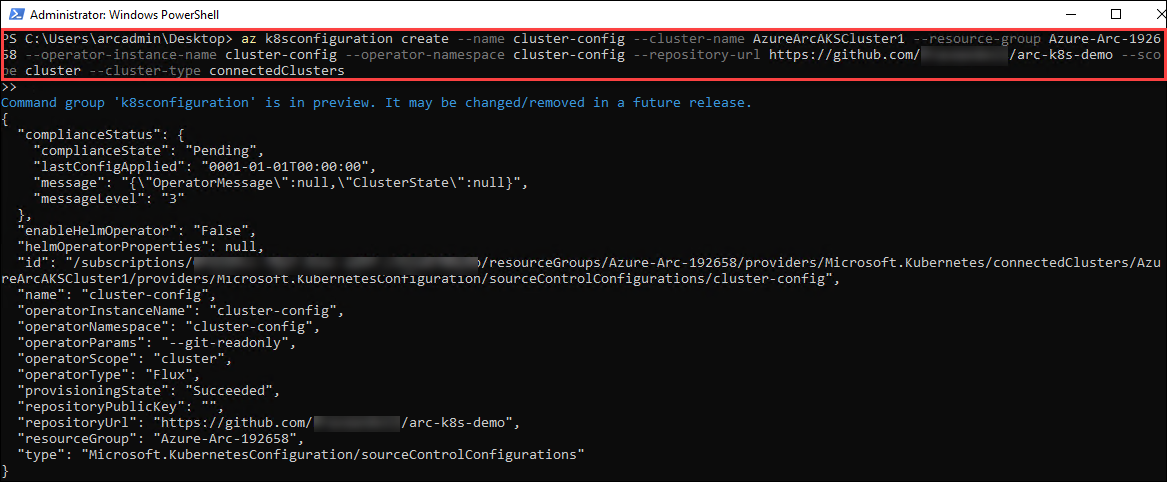 Administrator: Windows PowerShell
PS C:\Users\arcadmin\Desktop> az k8sconfiguration create --name cluster-config --cluster-name AzureArcAKSCluster1 --resource-group Azure-Arc-1926
58 --operator-instance-name cluster-config --operator-namespace cluster-config --repository-url https://github.com/ /arc-k8s-demo --sco
pe cluster --cluster-type connectedClusters
>>
Command group 'k8sconfiguration' is in preview. It may be changed/removed in a future release.
{
  "complianceStatus": {
    "complianceState": "Pending",
    "lastConfigApplied": "0001-01-01T00:00:00",
    "message": "{\"OperatorMessage\":null,\"ClusterState\":null}",
    "messageLevel": "3"
  },
  "enableHelmOperator": "False",
  "helmOperatorProperties": null,
  "id": "/subscriptions/ /resourceGroups/Azure-Arc-192658/providers/Microsoft.Kubernetes/connectedClusters/Azu
reArcAKSCluster1/providers/Microsoft.KubernetesConfiguration/sourceControlConfigurations/cluster-config",
  "name": "cluster-config",
  "operatorInstanceName": "cluster-config",
  "operatorNamespace": "cluster-config",
  "operatorParams": "--git-readonly",
  "operatorScope": "cluster",
  "operatorType": "Flux",
  "provisioningState": "Succeeded",
  "repositoryPublicKey": "",
  "repositoryUrl": "https://github.com/ /arc-k8s-demo",
  "resourceGroup": "Azure-Arc-192658",
  "type": "Microsoft.KubernetesConfiguration/sourceControlConfigurations"
}